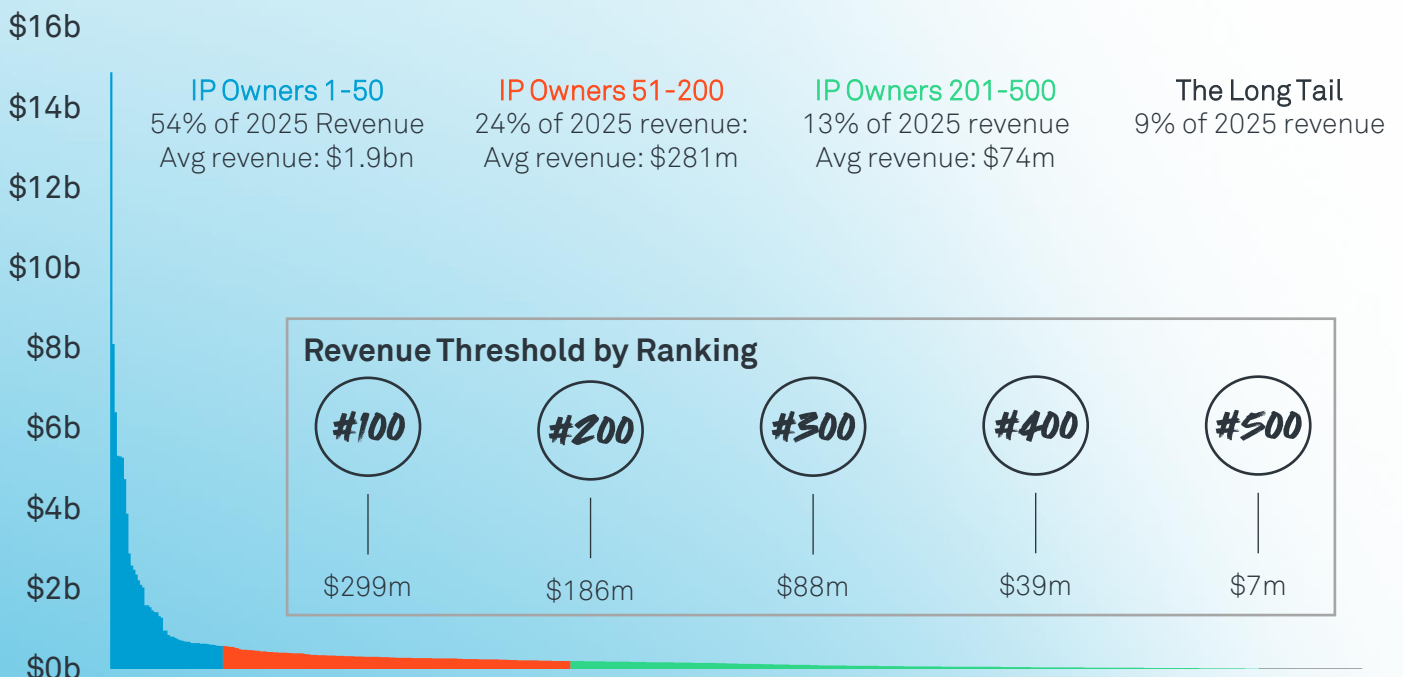 $16b
$14b
$12b
$10b
$8b
$6b
$4b
$2b
$0b
IP Owners 1-50
54% of 2025 Revenue
Avg revenue: $1.9bn
IP Owners 51-200
24% of 2025 revenue:
Avg revenue: $281m
IP Owners 201-500
13% of 2025 revenue
Avg revenue: $74m
The Long Tail
9% of 2025 revenue
Revenue Threshold by Ranking
#100
#200
#300
#400
#500
$299m
$186m
$88m
$39m
$7m